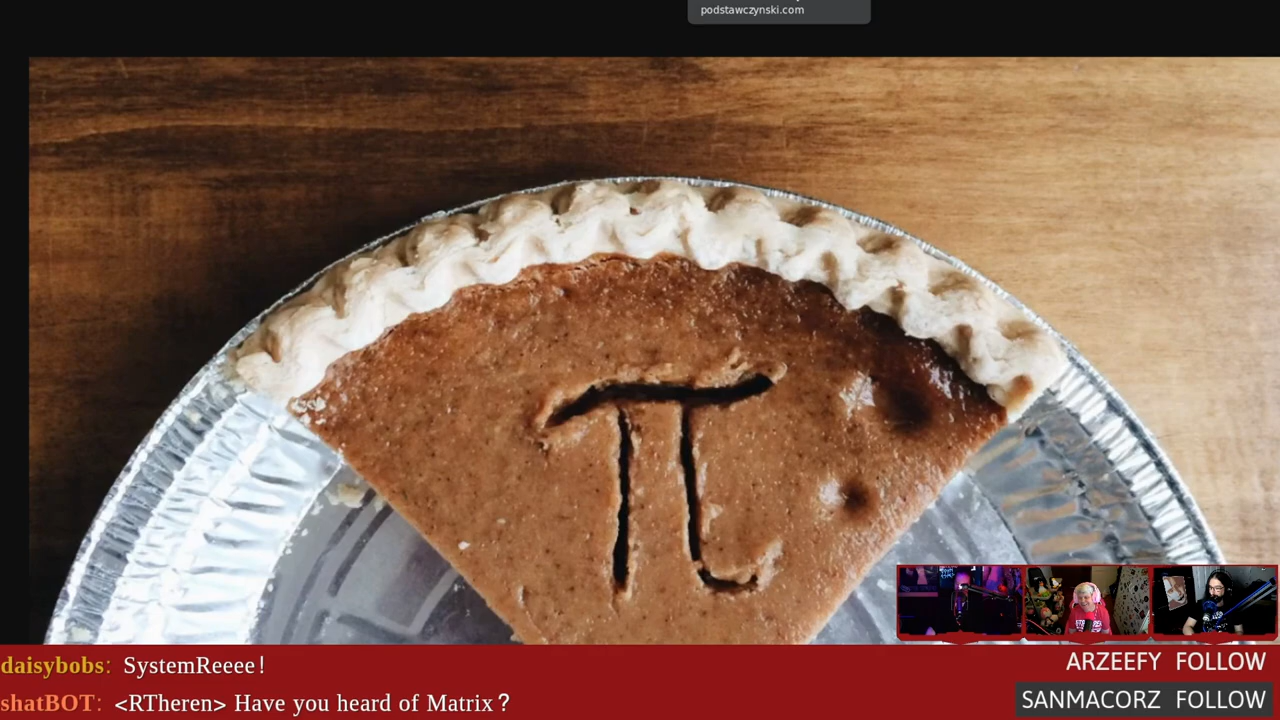 podstawczynski.com
π
daisybobs: SystemReeee!
ARZEEFY FOLLOW
shatBOT: <RTheren> Have you heard of Matrix?
SANMACORZ FOLLOW